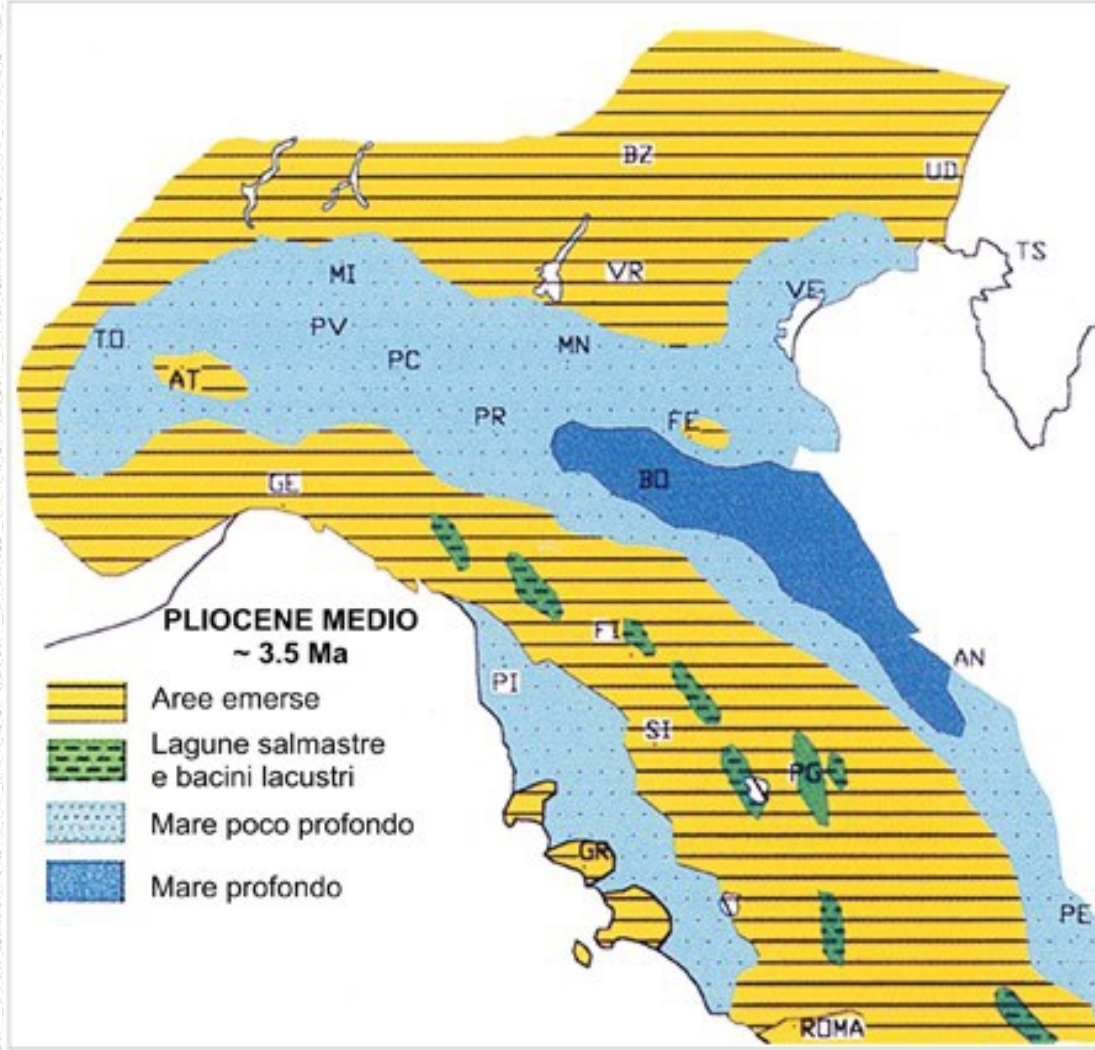 BZ
UD
TS
MI
VR
VE
TO
PV
PC
MN
AT
PR
FE
GE
BO
PLIOCENE MEDIO
~ 3.5 Ma
Aree emerse
Lagune salmastre
e bacini lacustri
Mare poco profondo
Mare profondo
FI
AN
PI
SI
PG
GR
PE
ROMA